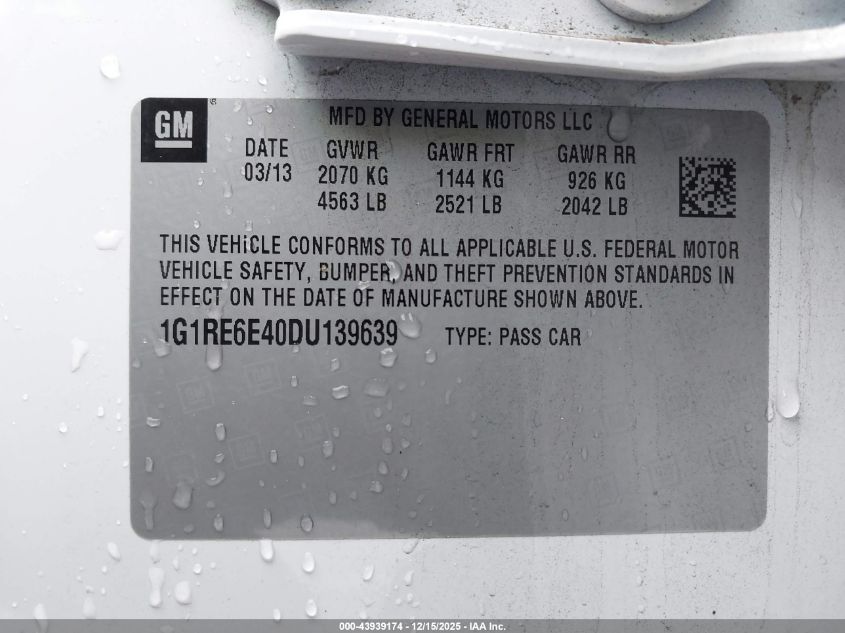 GM
MFD BY GENERAL MOTORS LLC
DATE GVWR GAWR FRT GAWR RR
03/13 2070 KG 1144 KG 926 KG
4563 LB 2521 LB 2042 LB
THIS VEHICLE CONFORMS TO ALL APPLICABLE U.S. FEDERAL MOTOR
VEHICLE SAFETY, BUMPER, AND THEFT PREVENTION STANDARDS IN
EFFECT ON THE DATE OF MANUFACTURE SHOWN ABOVE.
1G1RE6E40DU139639 TYPE: PASS CAR
000-43939174 - 12/15/2025 - IAA Inc.